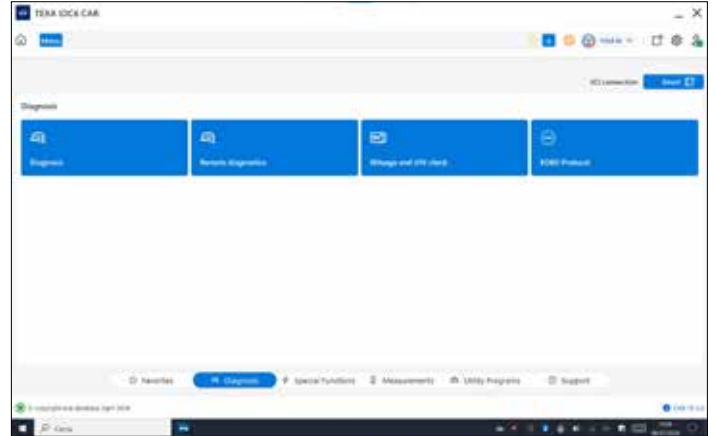 TEXA IDC6 CAR
Menu
VCI connection
Diagnosis
Diagnosis
Remote diagnostics
Mileage and VIN check
EOBD Protocol
Favorites
Diagnosis
Special Functions
Measurements
Utility Programs
Support
Cerca